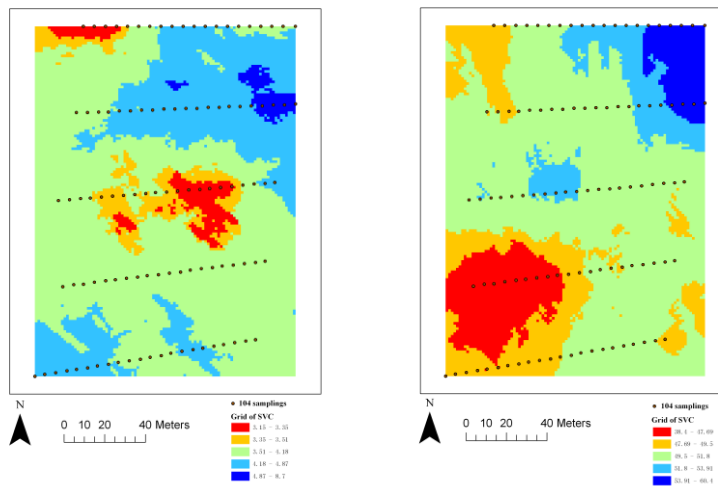 N
0 10 20 40 Meters
104 samplings
Grid of SVC
3.15 - 3.35
3.35 - 3.51
3.51 - 4.18
4.18 - 4.87
4.87 - 8.7
N
0 10 20 40 Meters
104 samplings
Grid of SVC
38.4 - 47.69
47.69 - 49.5
49.5 - 51.8
51.8 - 53.91
53.91 - 60.4